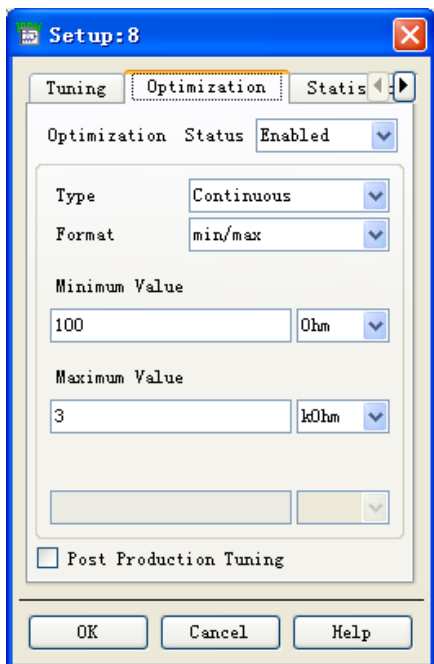 Setup:8
Tuning Optimization Statis
Optimization Status Enabled
Type Continuous
Format min/max
Minimum Value
100 Ohm
Maximum Value
3 kOhm
Post Production Tuning
OK Cancel Help